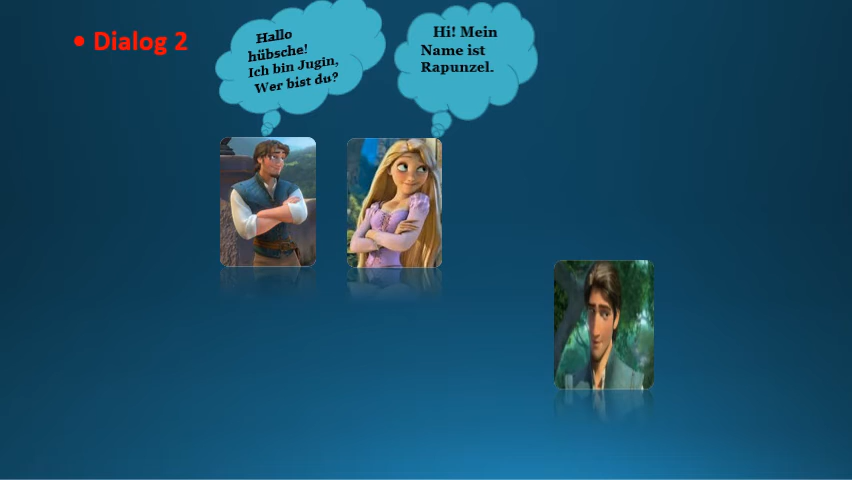 • Dialog 2
Hallo
hübsche!
Ich bin Jugin,
Wer bist du?
Hi! Mein
Name ist
Rapunzel.